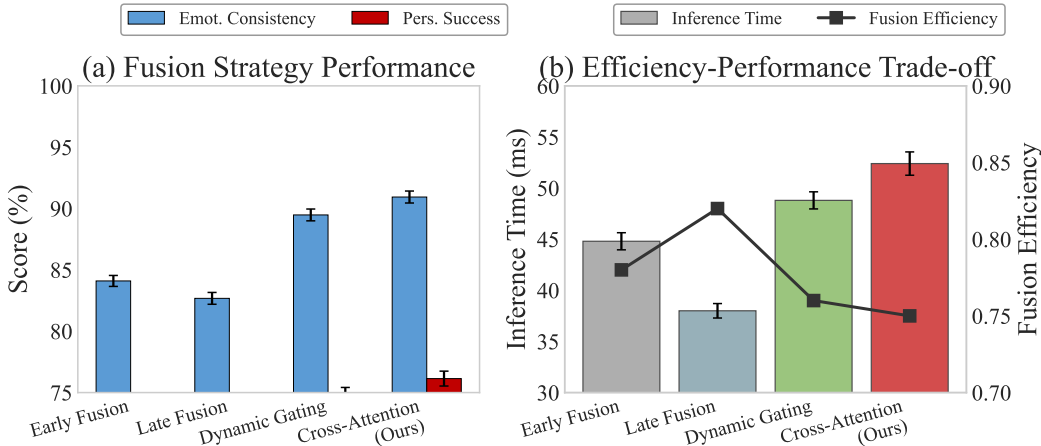 Emot. Consistency
Pers. Success
Inference Time
Fusion Efficiency
(a) Fusion Strategy Performance
(b) Efficiency-Performance Trade-off
Score (%)
100
95
90
85
80
75
Early Fusion
Late Fusion
Dynamic Gating
Cross-Attention
(Ours)
Inference Time (ms)
60
55
50
45
40
35
30
Early Fusion
Late Fusion
Dynamic Gating
Cross-Attention
(Ours)
0.90
0.85
0.80
0.75
0.70
Fusion Efficiency